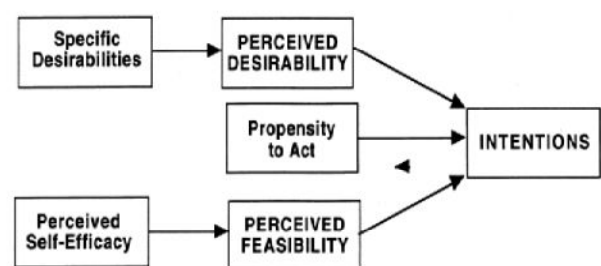 Specific
Desirabilities
PERCEIVED
DESIRABILITY
Propensity
to Act
INTENTIONS
Perceived
Self-Efficacy
PERCEIVED
FEASIBILITY